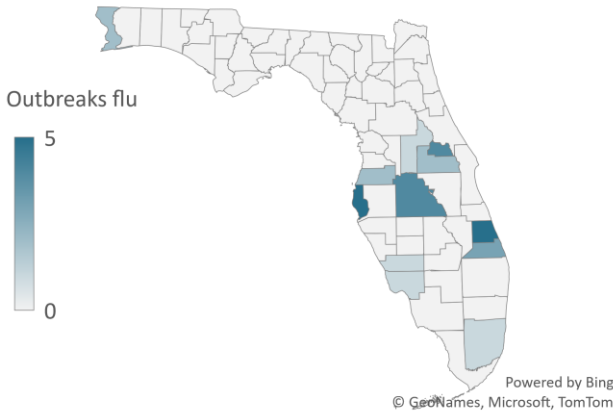 Outbreaks flu
5
0
Powered by Bing
© GeoNames, Microsoft, TomTom